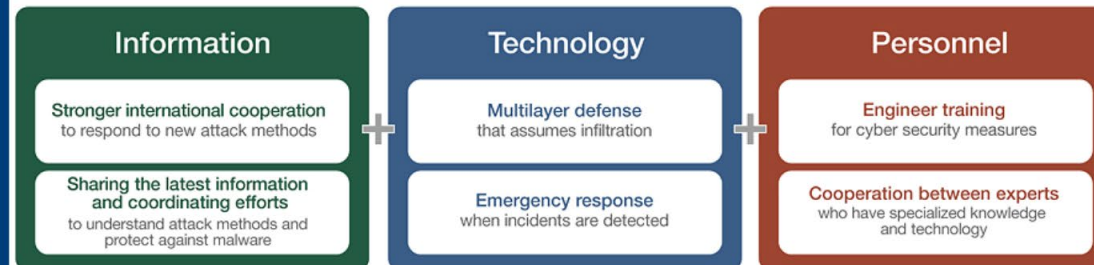 Information
Stronger international cooperation
to respond to new attack methods
Sharing the latest information
and coordinating efforts
to understand attack methods and
protect against malware
+
Technology
Multilayer defense
that assumes infiltration
Emergency response
when incidents are detected
+
Personnel
Engineer training
for cyber security measures
Cooperation between experts
who have specialized knowledge
and technology